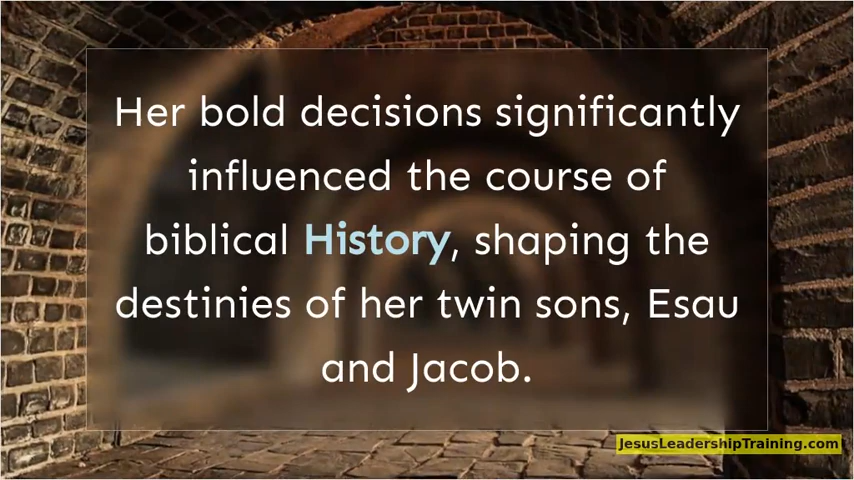 Her bold decisions significantly
influenced the course of
biblical History, shaping the
destinies of her twin sons, Esau
and Jacob.
JesusLeadershipTraining.com